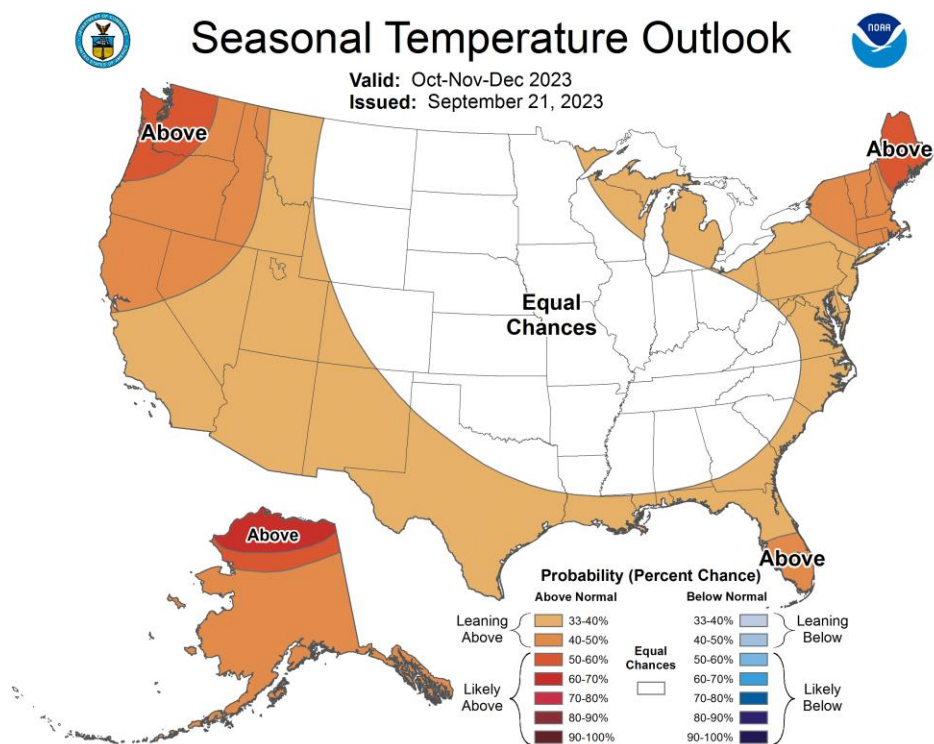 Seasonal Temperature Outlook
NOAA
Valid: Oct-Nov-Dec 2023
Issued: September 21, 2023
Above
Above
Equal
Chances
Above
Above
Probability (Percent Chance)
Above Normal
Below Normal
Leaning
Above
33-40%
40-50%
Likely
Above
50-60%
60-70%
70-80%
80-90%
90-100%
Equal
Chances
33-40%
40-50%
Leaning
Below
50-60%
60-70%
70-80%
80-90%
90-100%
Likely
Below